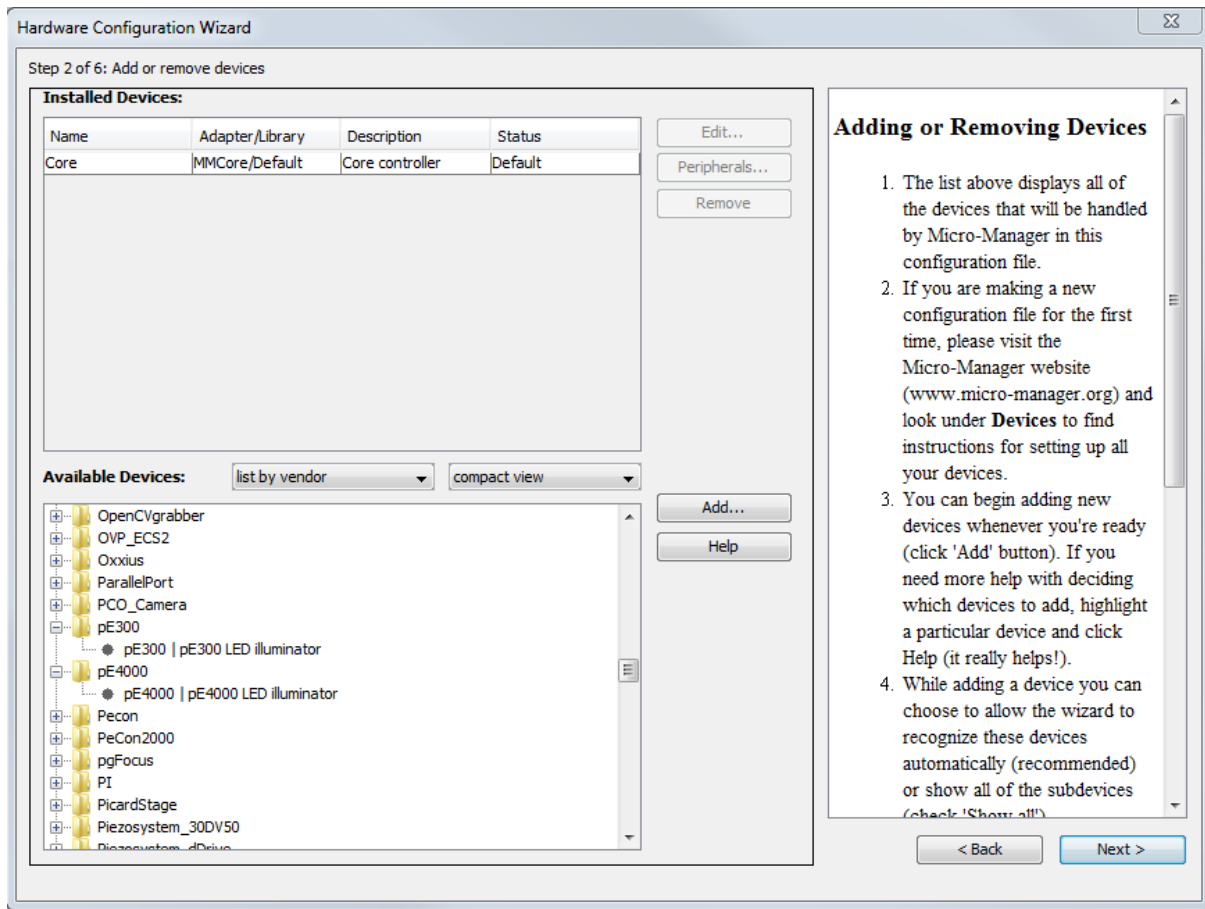 Hardware Configuration Wizard
Step 2 of 6: Add or remove devices
Installed Devices:
Name Adapter/Library Description Status
Core MMCore/Default Core controller Default
Edit...
Peripherals...
Remove
Available Devices: list by vendor compact view
OpenCVgrabber
OVP_ECS2
Oxxius
ParallelPort
PCO_Camera
pE300
pE300 | pE300 LED illuminator
pE4000
pE4000 | pE4000 LED illuminator
Pecon
PeCon2000
pgFocus
PI
PicardStage
Piezosystem_30DV50
Piezosystem_dDrive
Add...
Help
Adding or Removing Devices
1. The list above displays all of
the devices that will be handled
by Micro-Manager in this
configuration file.
2. If you are making a new
configuration file for the first
time, please visit the
Micro-Manager website
(www.micro-manager.org) and
look under Devices to find
instructions for setting up all
your devices.
3. You can begin adding new
devices whenever you're ready
(click 'Add' button). If you
need more help with deciding
which devices to add, highlight
a particular device and click
Help (it really helps!).
4. While adding a device you can
choose to allow the wizard to
recognize these devices
automatically (recommended)
or show all of the subdevices
(check 'Show all')
< Back
Next >